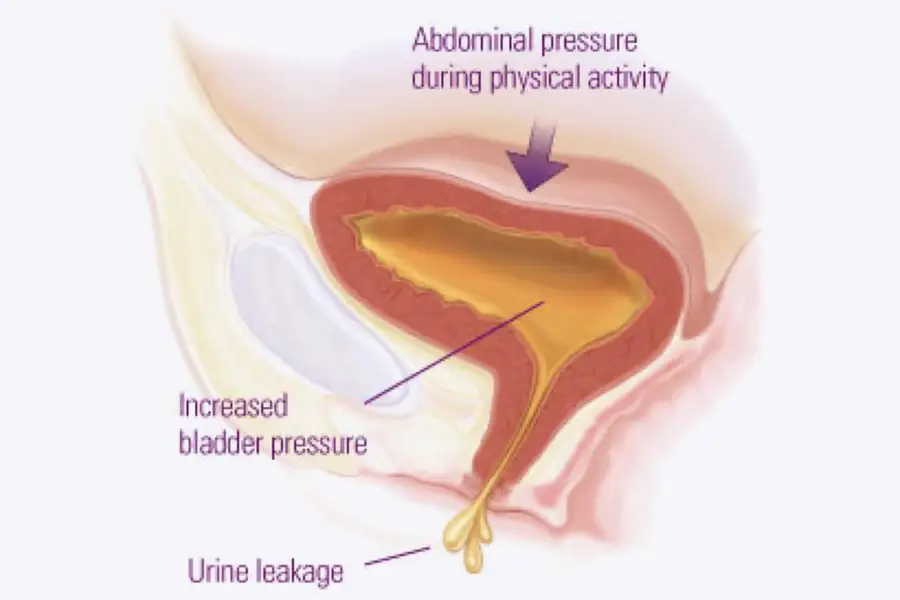 Abdominal pressure
during physical activity
Increased
bladder pressure
Urine leakage